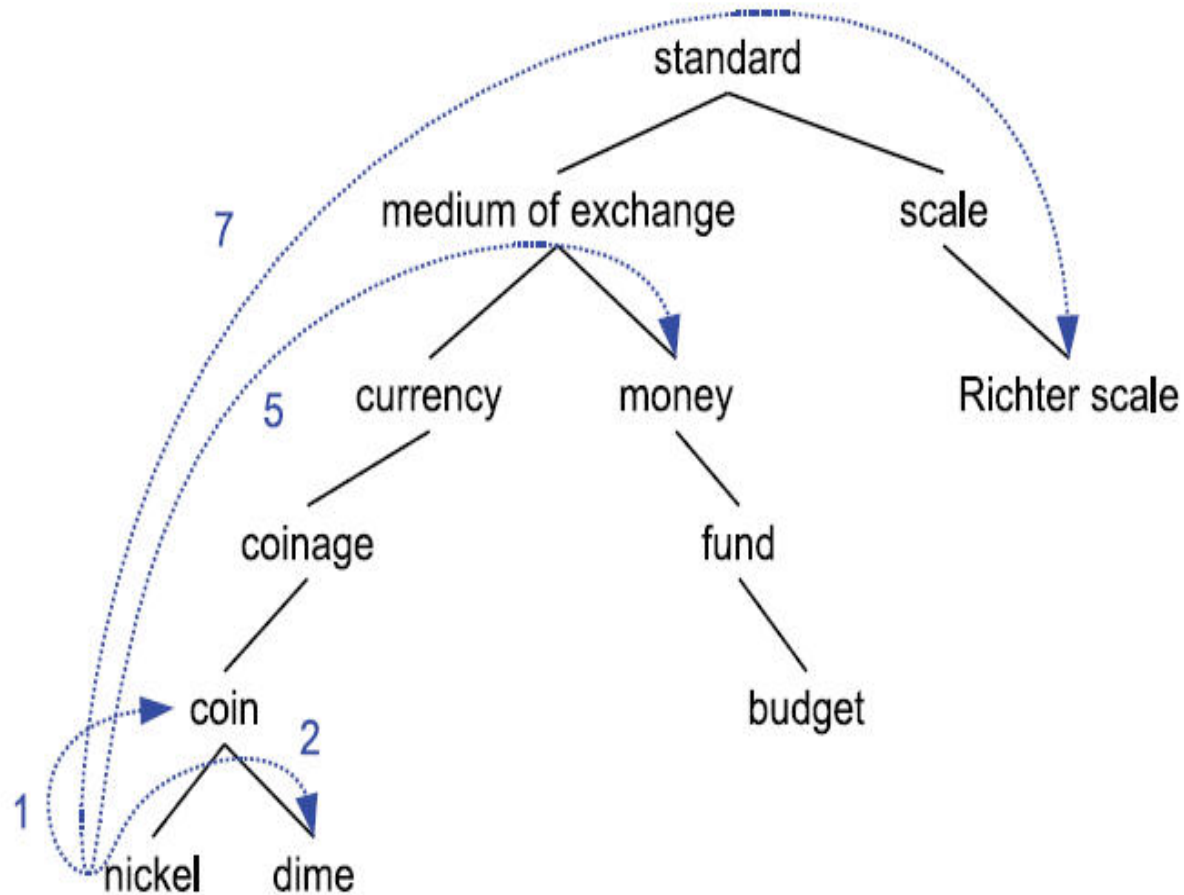 standard
7
medium of exchange
scale
5
currency
money
Richter scale
coinage
fund
coin
2
budget
1
nickel
dime